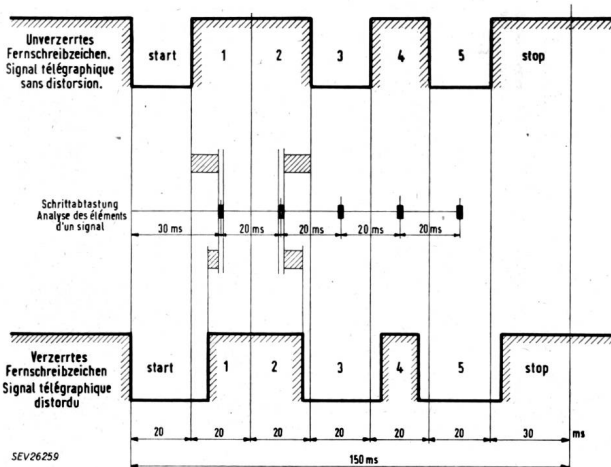 Unverzerrtes
Fernschreibzeichen.
Signal télégraphique
sans distorsion.
start 1 2 3 4 5 stop
Schrittabtastung
Analyse des éléments
d'un signal
30 ms 20 ms 20 ms 20 ms 20 ms
Verzerrtes
Fernschreibzeichen
Signal télégraphique
distordu
start 1 2 3 4 5 stop
20 20 20 20 20 20 30 ms
150 ms
SEV26259